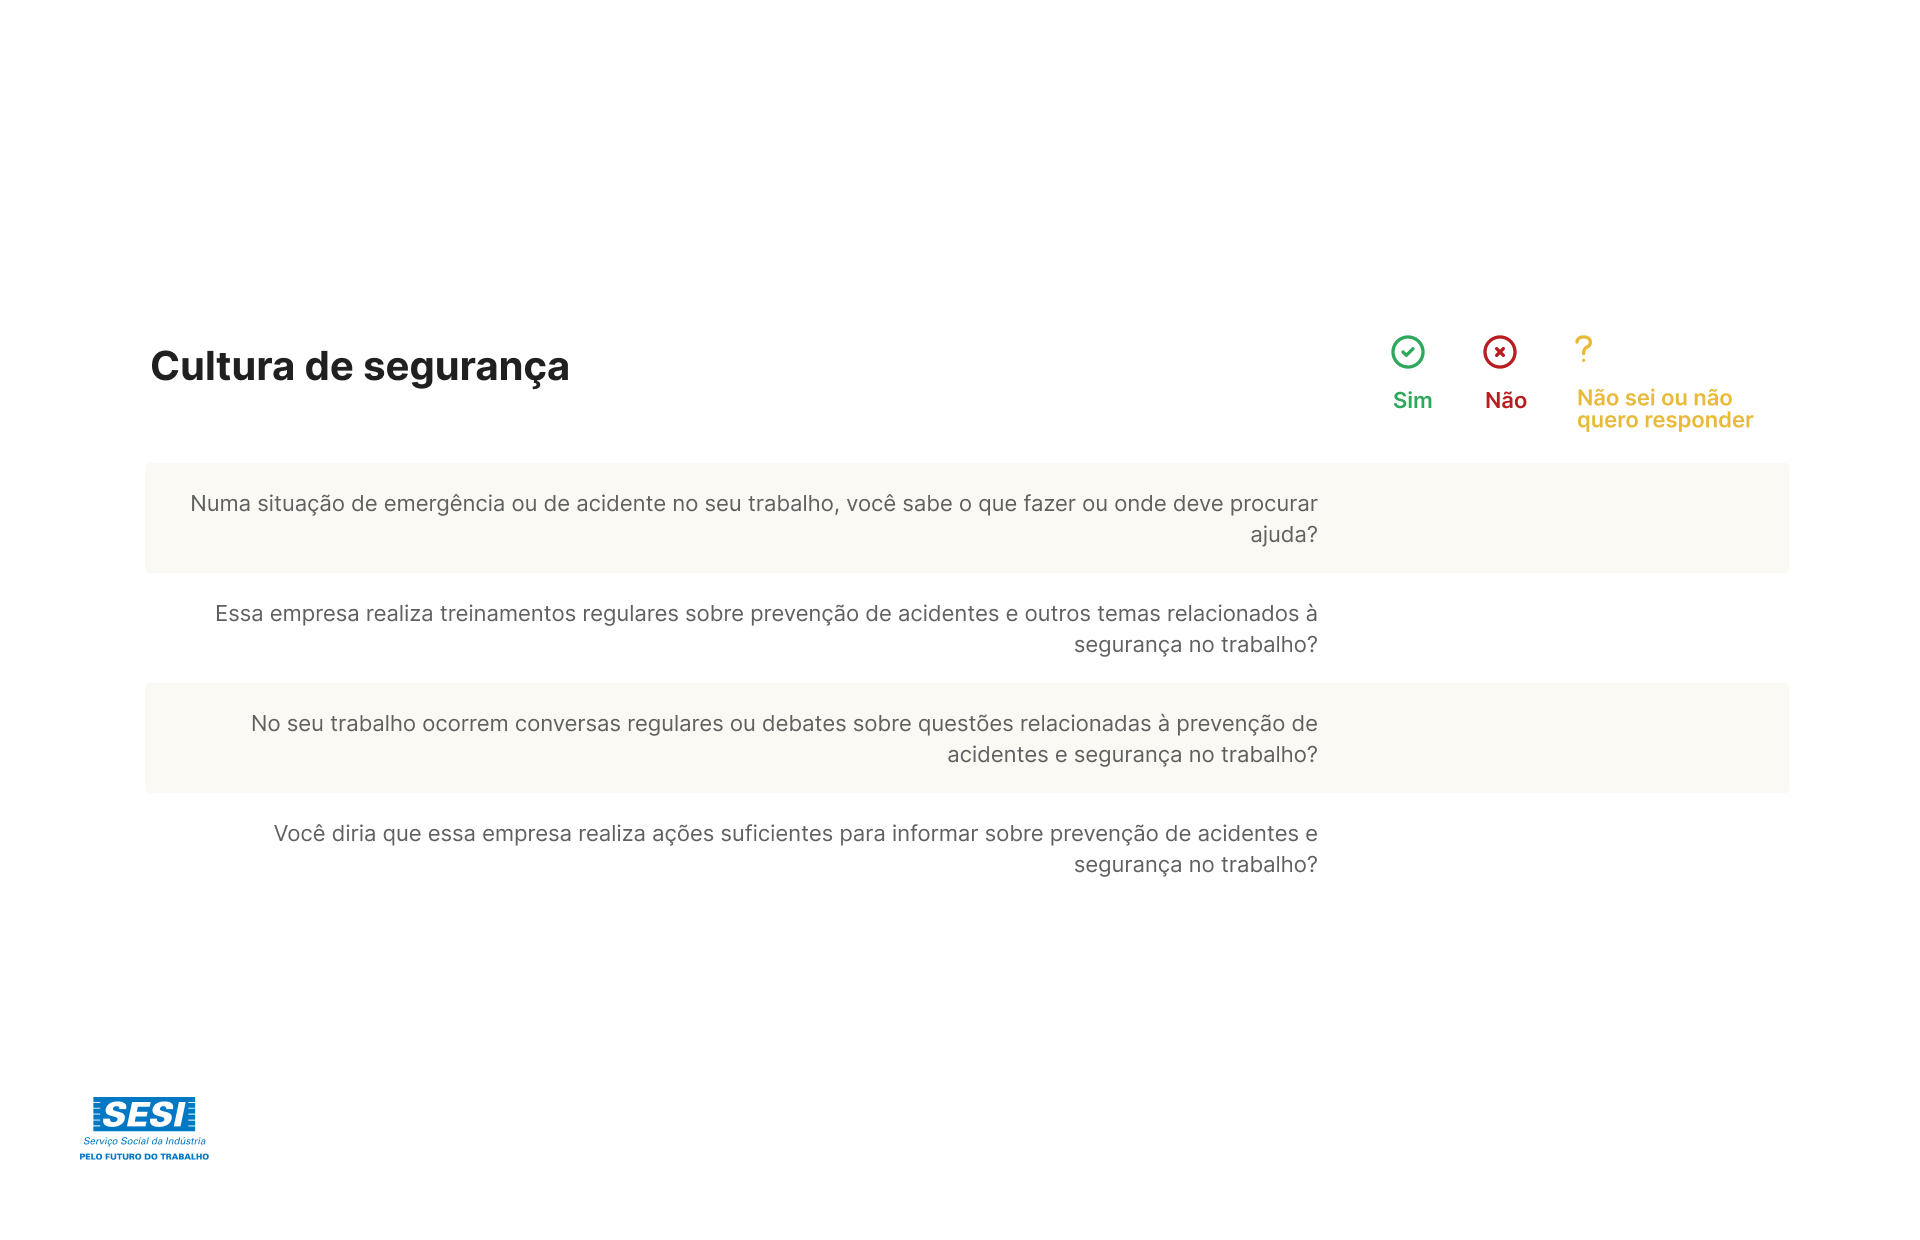 Cultura de segurança
Sim
Não
Não sei ou não
quero responder
Numa situação de emergência ou de acidente no seu trabalho, você sabe o que fazer ou onde deve procurar
ajuda?
Essa empresa realiza treinamentos regulares sobre prevenção de acidentes e outros temas relacionados à
segurança no trabalho?
No seu trabalho ocorrem conversas regulares ou debates sobre questões relacionadas à prevenção de
acidentes e segurança no trabalho?
Você diria que essa empresa realiza ações suficientes para informar sobre prevenção de acidentes e
segurança no trabalho?
SESI
Serviço Social da Indústria
PELO FUTURO DO TRABALHO